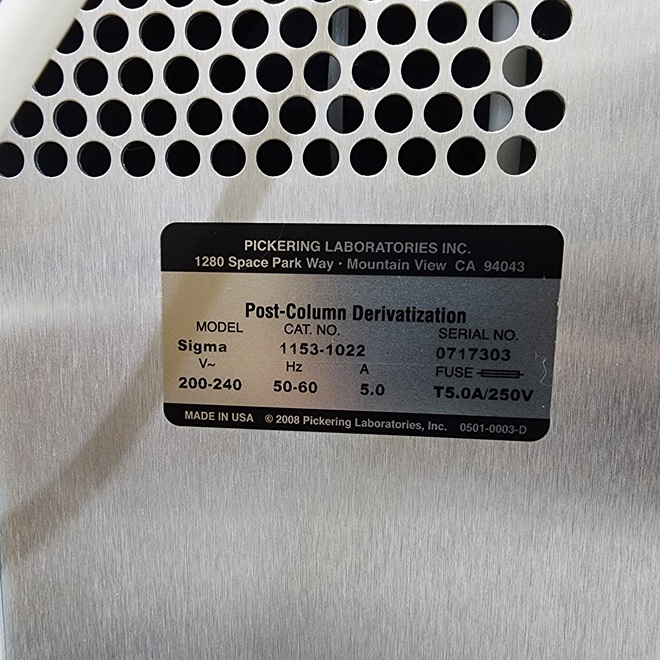 PICKERING LABORATORIES INC.
1280 Space Park Way • Mountain View CA 94043
Post-Column Derivatization
MODEL CAT. NO. SERIAL NO.
Sigma 1153-1022 0717303
V~ Hz A FUSE
200-240 50-60 5.0 T5.0A/250V
MADE IN USA © 2008 Pickering Laboratories, Inc. 0501-0003-D